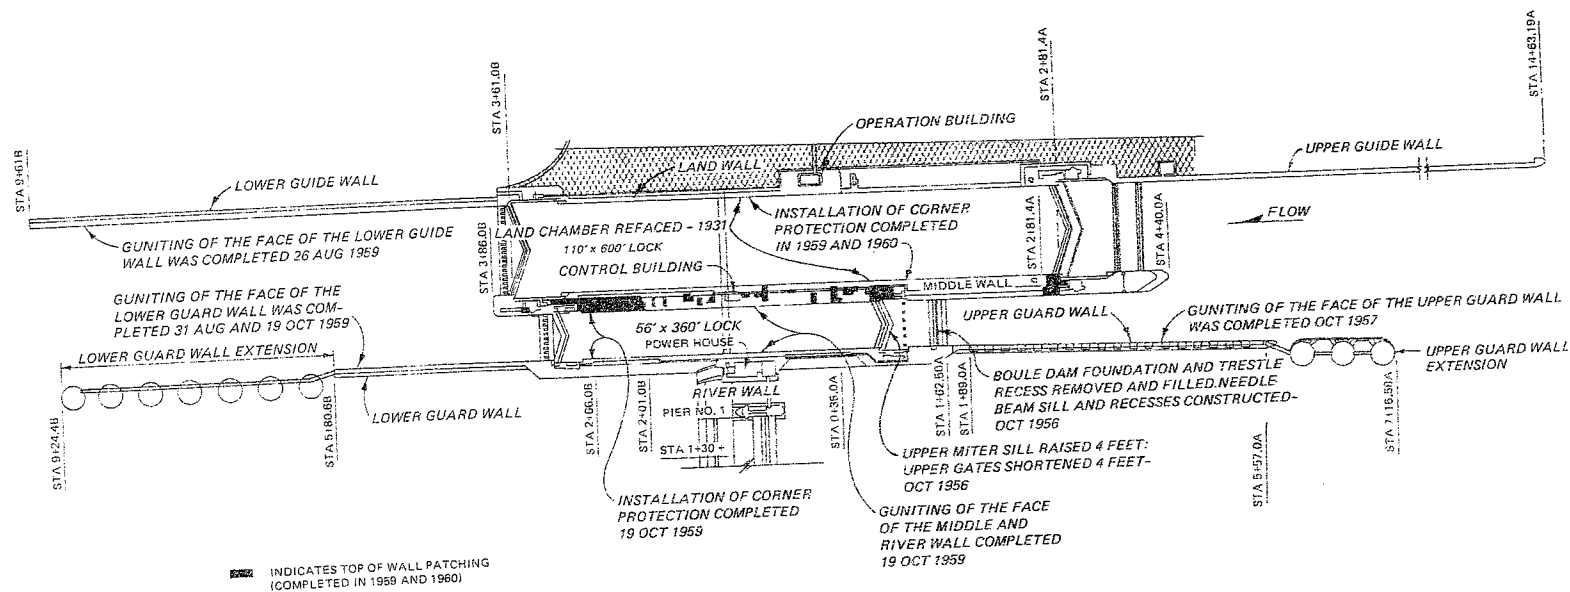 STA 9+61B
STA 3+61.0B
STA 2+81.4A
STA 14+63.19A
OPERATION BUILDING
LAND WALL
UPPER GUIDE WALL
LOWER GUIDE WALL
FLOW
GUNITING OF THE FACE OF THE LOWER GUIDE
WALL WAS COMPLETED 26 AUG 1959
STA 3+86.0B
LAND CHAMBER REFACED - 1931
110' x 600' LOCK
INSTALLATION OF CORNER
PROTECTION COMPLETED
IN 1959 AND 1960
STA 2+81.4A
STA 4+40.0A
CONTROL BUILDING
MIDDLE WALL
GUNITING OF THE FACE OF THE
LOWER GUARD WALL WAS COM-
PLETED 31 AUG AND 19 OCT 1959
LOWER GUARD WALL EXTENSION
56' x 360' LOCK
POWER HOUSE
UPPER GUARD WALL
GUNITING OF THE FACE OF THE UPPER GUARD WALL
WAS COMPLETED OCT 1957
UPPER GUARD WALL
EXTENSION
BOULE DAM FOUNDATION AND TRESTLE
RECESS REMOVED AND FILLED. NEEDLE
BEAM SILL AND RECESSES CONSTRUCTED-
OCT 1956
RIVER WALL
PIER NO. 1
STA 1+30 +
LOWER GUARD WALL
STA 9+24.4B
STA 5+80.6B
STA 2+66.0B
STA 2+01.0B
STA 0+35.0A
STA 1+62.60A
STA 1+89.0A
STA 5+57.0A
STA 7+16.50A
UPPER MITER SILL RAISED 4 FEET:
UPPER GATES SHORTENED 4 FEET-
OCT 1956
INSTALLATION OF CORNER
PROTECTION COMPLETED
19 OCT 1959
GUNITING OF THE FACE
OF THE MIDDLE AND
RIVER WALL COMPLETED
19 OCT 1959
INDICATES TOP OF WALL PATCHING
(COMPLETED IN 1959 AND 1960)